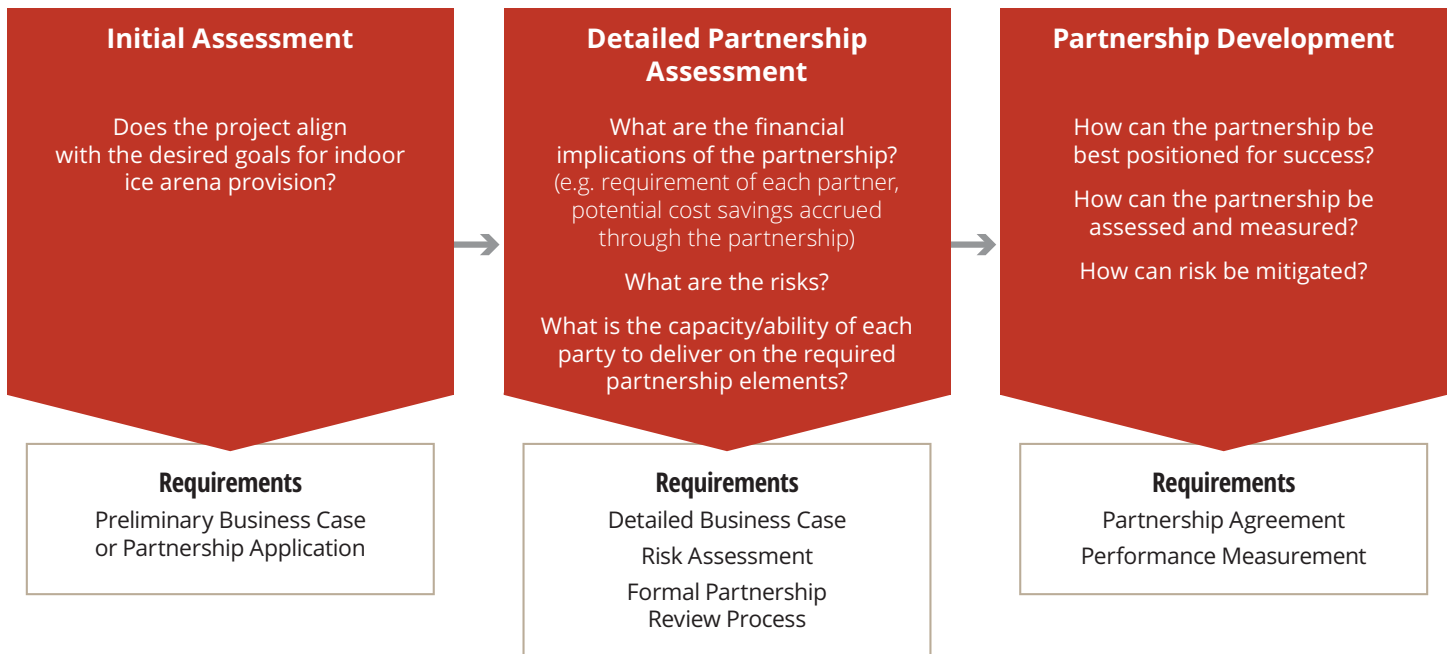 Initial Assessment
Does the project align
with the desired goals for indoor
ice arena provision?
Requirements
Preliminary Business Case
or Partnership Application
Detailed Partnership
Assessment
What are the financial
implications of the partnership?
(e.g. requirement of each partner,
potential cost savings accrued
through the partnership)
What are the risks?
What is the capacity/ability of each
party to deliver on the required
partnership elements?
Requirements
Detailed Business Case
Risk Assessment
Formal Partnership
Review Process
Partnership Development
How can the partnership be
best positioned for success?
How can the partnership be
assessed and measured?
How can risk be mitigated?
Requirements
Partnership Agreement
Performance Measurement